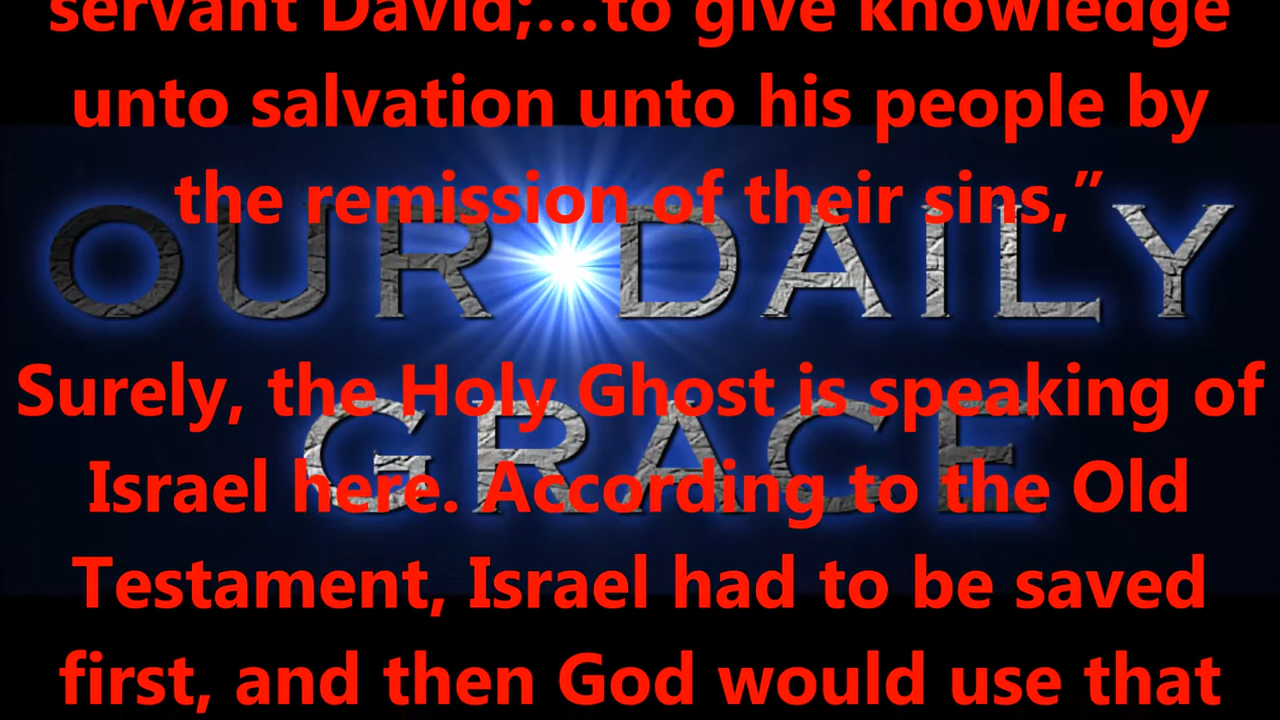 servant David;...to give knowledge
unto salvation unto his people by
the remission of their sins,”
OUR DAILY
GRACE
Surely, the Holy Ghost is speaking of
Israel here. According to the Old
Testament, Israel had to be saved
first, and then God would use that